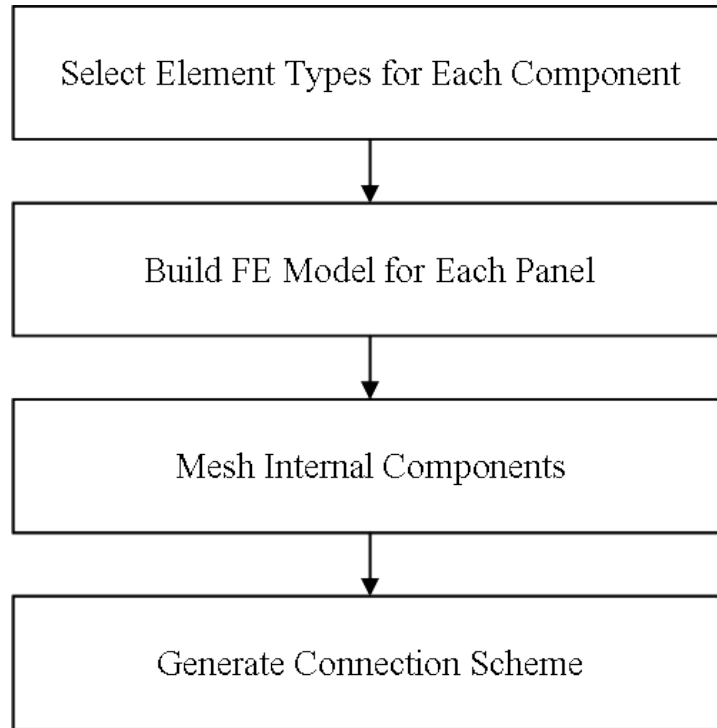 Select Element Types for Each Component
Build FE Model for Each Panel
Mesh Internal Components
Generate Connection Scheme